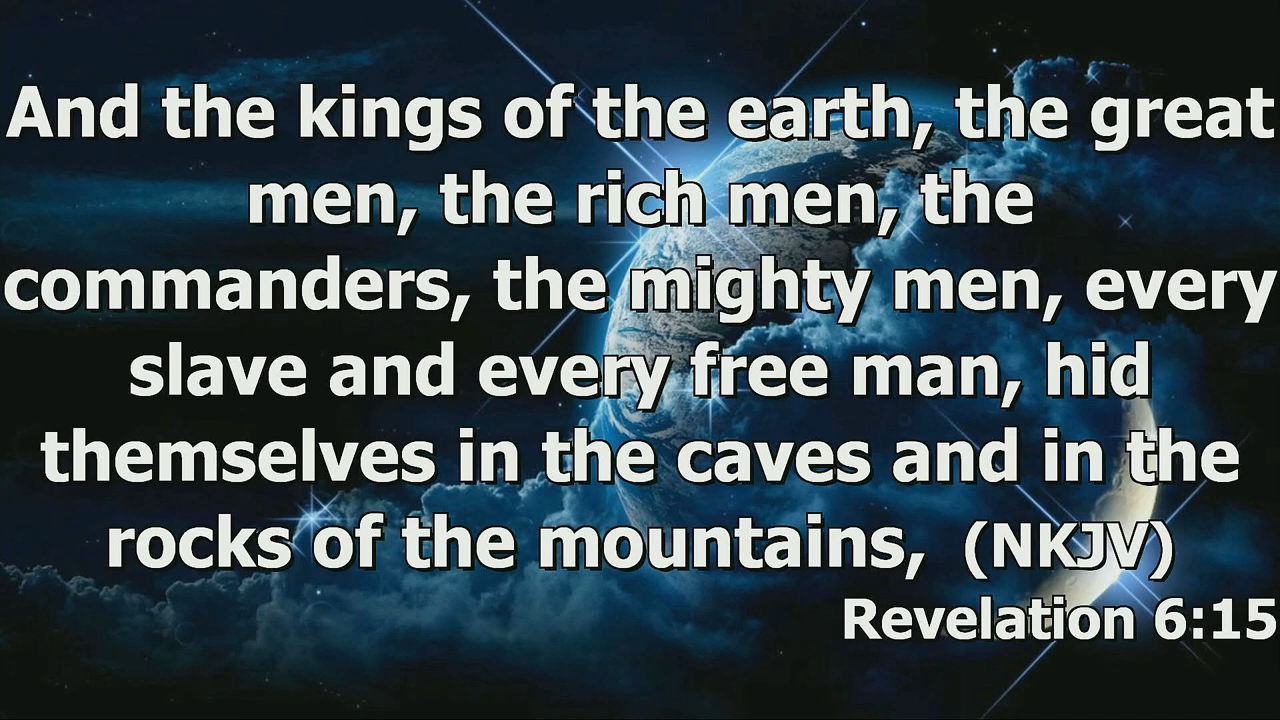 And the kings of the earth, the great
men, the rich men, the
commanders, the mighty men, every
slave and every free man, hid
themselves in the caves and in the
rocks of the mountains, (NKJV)
Revelation 6:15